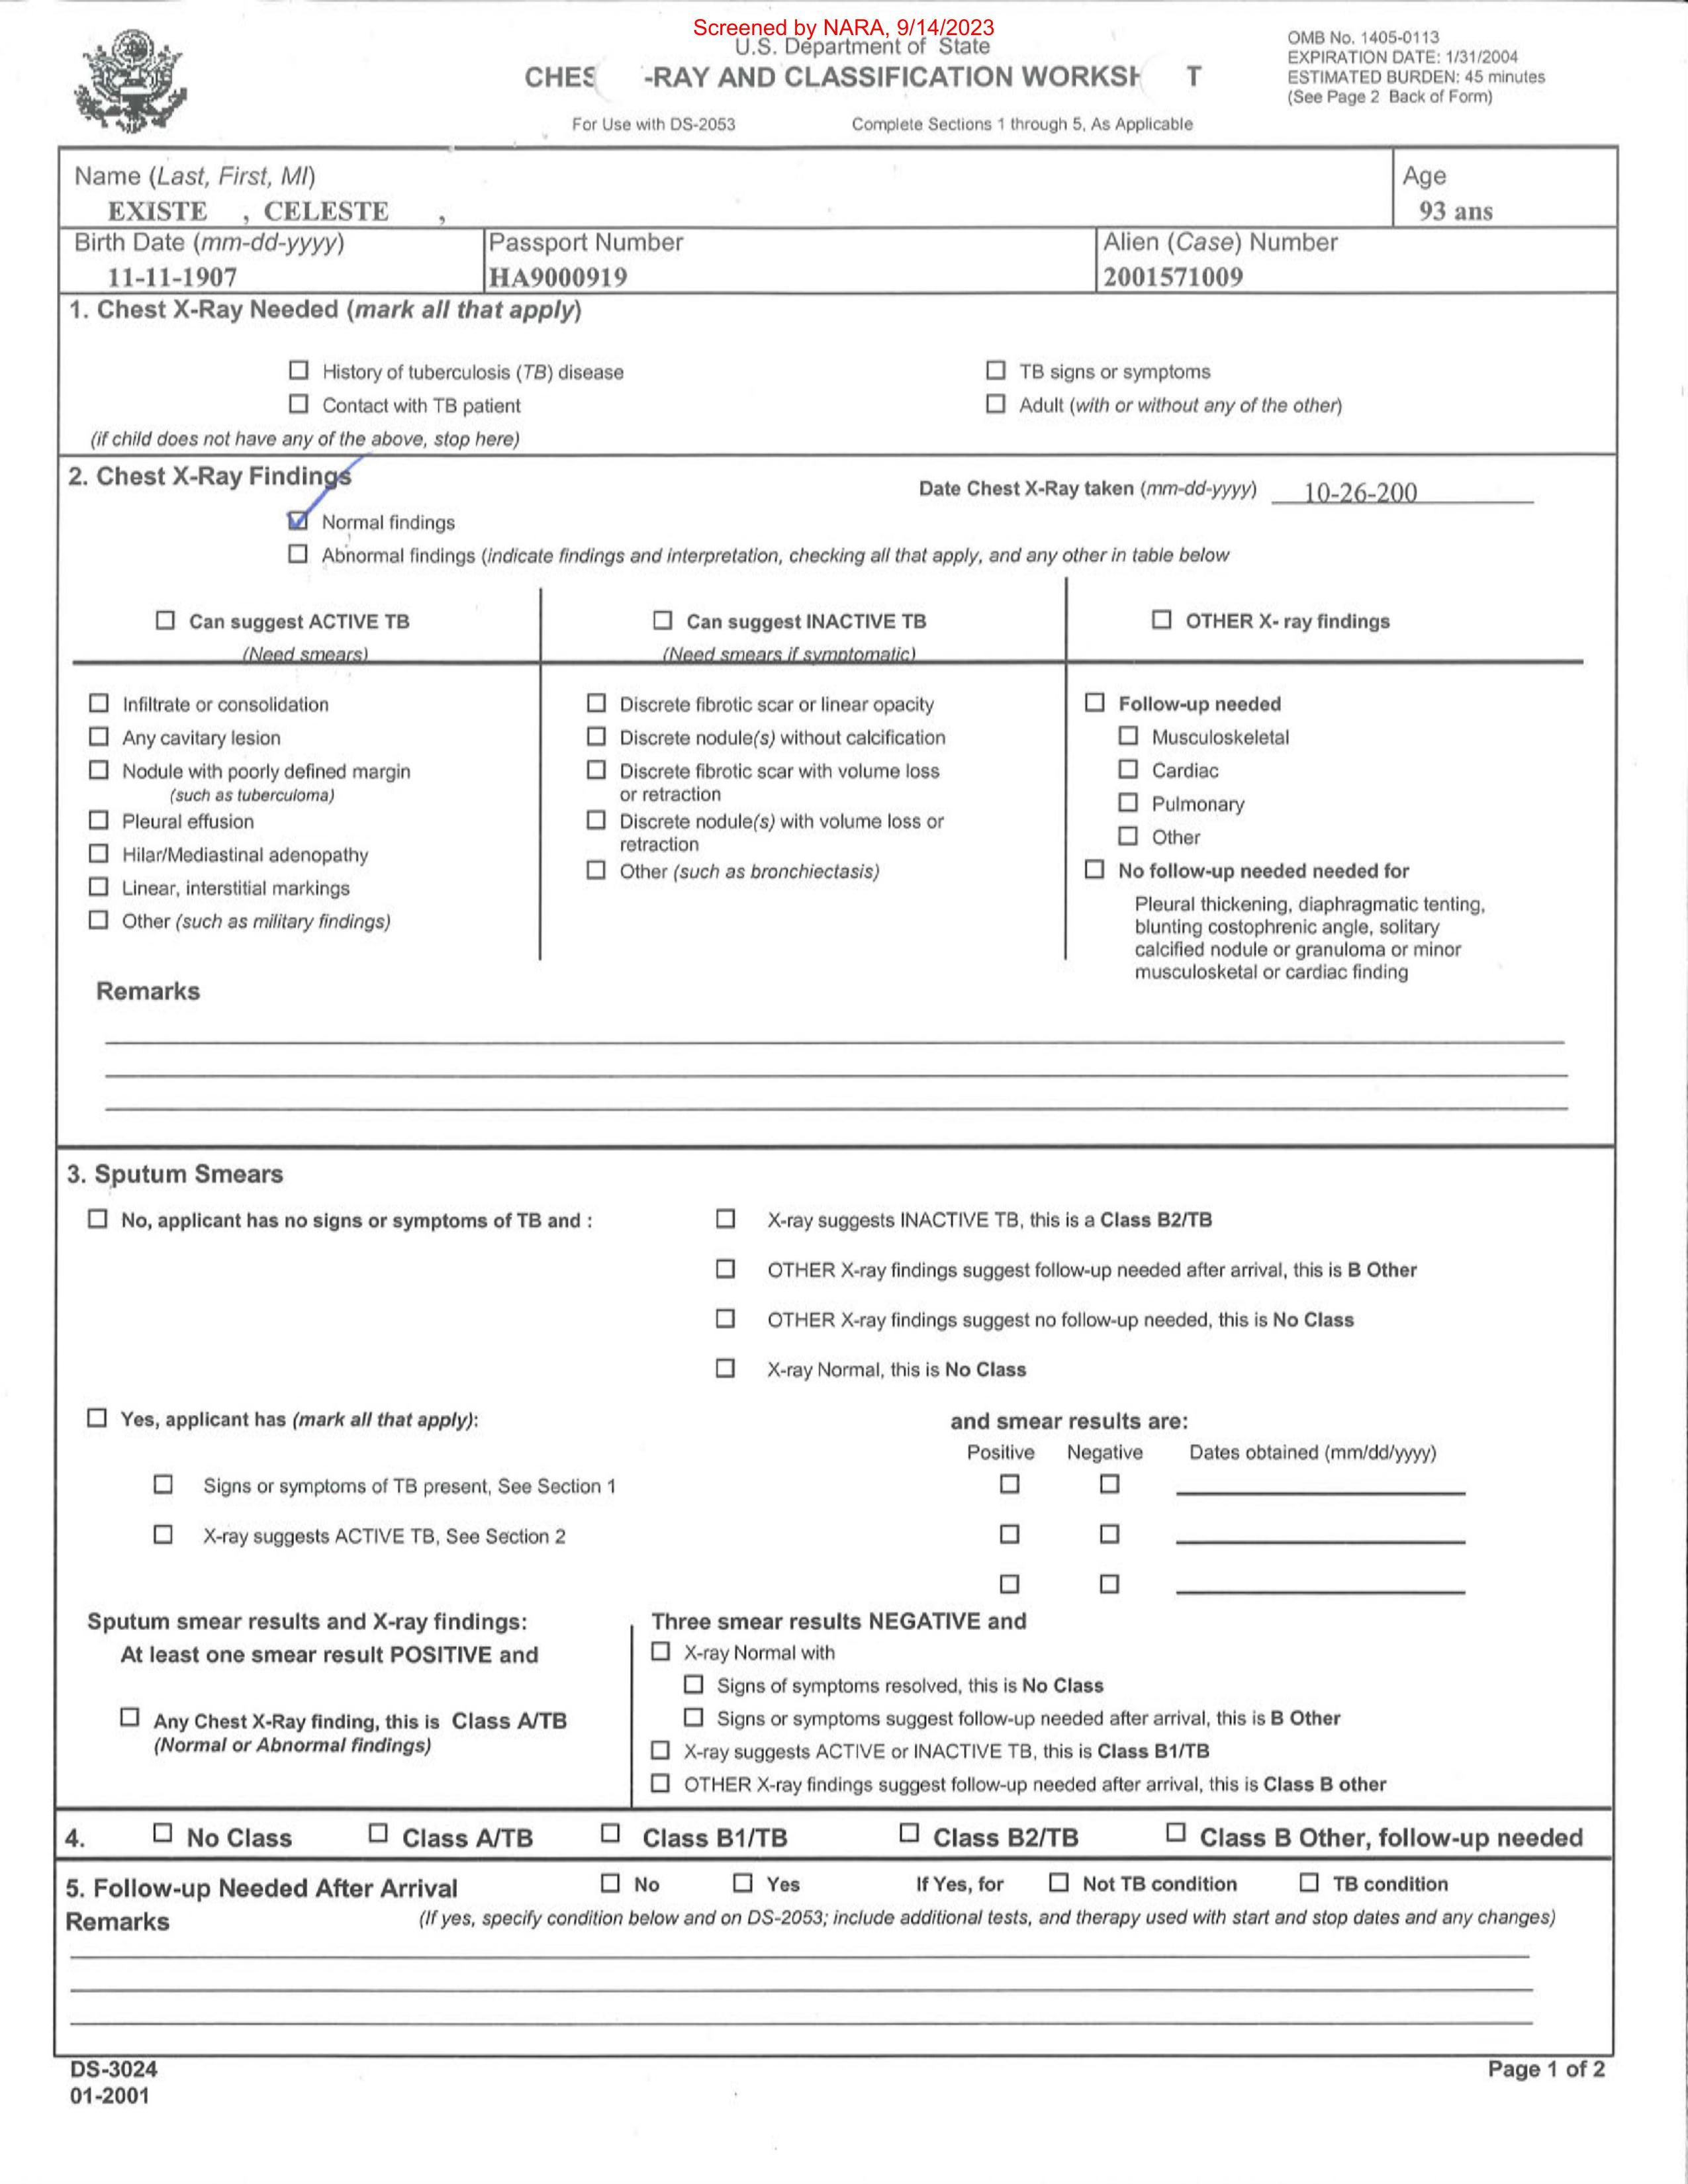 Screened by NARA, 9/14/2023
U.S. Department of State
CHES -RAY AND CLASSIFICATION WORKSH T
For Use with DS-2053 Complete Sections 1 through 5, As Applicable
OMB No. 1405-0113
EXPIRATION DATE: 1/31/2004
ESTIMATED BURDEN: 45 minutes
(See Page 2 Back of Form)
Name (Last, First, MI) Age
EXISTE , CELESTE , 93 ans
Birth Date (mm-dd-yyyy) Passport Number Alien (Case) Number
11-11-1907 HA9000919 2001571009
1. Chest X-Ray Needed (mark all that apply)
☐ History of tuberculosis (TB) disease ☐ TB signs or symptoms
☐ Contact with TB patient ☐ Adult (with or without any of the other)
(if child does not have any of the above, stop here)
2. Chest X-Ray Findings
Date Chest X-Ray taken (mm-dd-yyyy) 10-26-200
☑ Normal findings
☐ Abnormal findings (indicate findings and interpretation, checking all that apply, and any other in table below
☐ Can suggest ACTIVE TB ☐ Can suggest INACTIVE TB ☐ OTHER X- ray findings
(Need smears) (Need smears if symptomatic)
☐ Infiltrate or consolidation
☐ Any cavitary lesion
☐ Nodule with poorly defined margin
(such as tuberculoma)
☐ Pleural effusion
☐ Hilar/Mediastinal adenopathy
☐ Linear, interstitial markings
☐ Other (such as military findings)
☐ Discrete fibrotic scar or linear opacity
☐ Discrete nodule(s) without calcification
☐ Discrete fibrotic scar with volume loss
or retraction
☐ Discrete nodule(s) with volume loss or
retraction
☐ Other (such as bronchiectasis)
☐ Follow-up needed
☐ Musculoskeletal
☐ Cardiac
☐ Pulmonary
☐ Other
☐ No follow-up needed needed for
Pleural thickening, diaphragmatic tenting,
blunting costophrenic angle, solitary
calcified nodule or granuloma or minor
musculosketal or cardiac finding
Remarks
3. Sputum Smears
☐ No, applicant has no signs or symptoms of TB and : ☐ X-ray suggests INACTIVE TB, this is a Class B2/TB
☐ OTHER X-ray findings suggest follow-up needed after arrival, this is B Other
☐ OTHER X-ray findings suggest no follow-up needed, this is No Class
☐ X-ray Normal, this is No Class
☐ Yes, applicant has (mark all that apply): and smear results are:
Positive Negative Dates obtained (mm/dd/yyyy)
☐ Signs or symptoms of TB present, See Section 1 ☐ ☐
☐ X-ray suggests ACTIVE TB, See Section 2 ☐ ☐
☐ ☐
Sputum smear results and X-ray findings:
At least one smear result POSITIVE and
☐ Any Chest X-Ray finding, this is Class A/TB
(Normal or Abnormal findings)
Three smear results NEGATIVE and
☐ X-ray Normal with
☐ Signs of symptoms resolved, this is No Class
☐ Signs or symptoms suggest follow-up needed after arrival, this is B Other
☐ X-ray suggests ACTIVE or INACTIVE TB, this is Class B1/TB
☐ OTHER X-ray findings suggest follow-up needed after arrival, this is Class B other
4. ☐ No Class ☐ Class A/TB ☐ Class B1/TB ☐ Class B2/TB ☐ Class B Other, follow-up needed
5. Follow-up Needed After Arrival ☐ No ☐ Yes If Yes, for ☐ Not TB condition ☐ TB condition
Remarks (If yes, specify condition below and on DS-2053; include additional tests, and therapy used with start and stop dates and any changes)
DS-3024 Page 1 of 2
01-2001